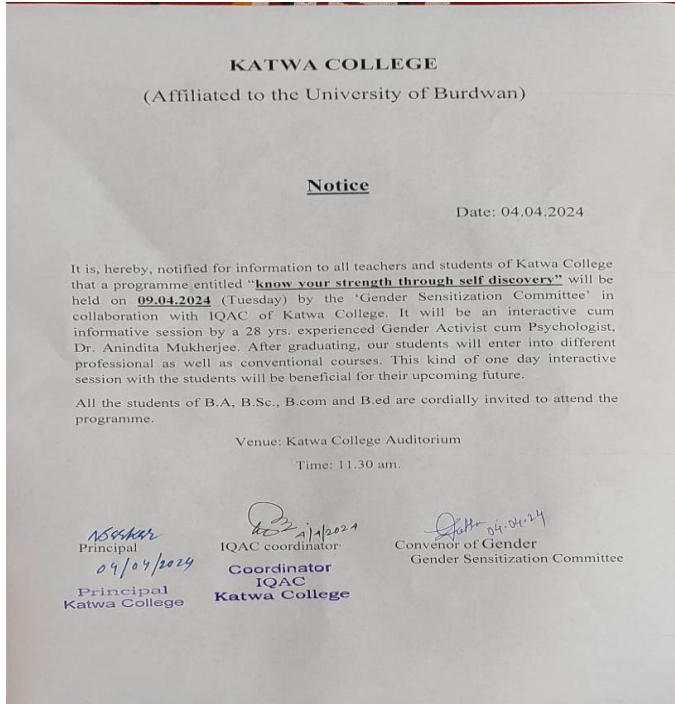 KATWA COLLEGE
(Affiliated to the University of Burdwan)
Notice
Date: 04.04.2024
It is, hereby, notified for information to all teachers and students of Katwa College
that a programme entitled “know your strength through self discovery” will be
held on 09.04.2024 (Tuesday) by the ‘Gender Sensitization Committee’ in
collaboration with IQAC of Katwa College. It will be an interactive cum
informative session by a 28 yrs. experienced Gender Activist cum Psychologist,
Dr. Anindita Mukherjee. After graduating, our students will enter into different
professional as well as conventional courses. This kind of one day interactive
session with the students will be beneficial for their upcoming future.
All the students of B.A, B.Sc., B.com and B.ed are cordially invited to attend the
programme.
Venue: Katwa College Auditorium
Time: 11.30 am.
4/4/2024
04.04.24
Principal
IQAC coordinator
Convenor of Gender
Gender Sensitization Committee
04/04/2024
Principal
Katwa College
Coordinator
IQAC
Katwa College